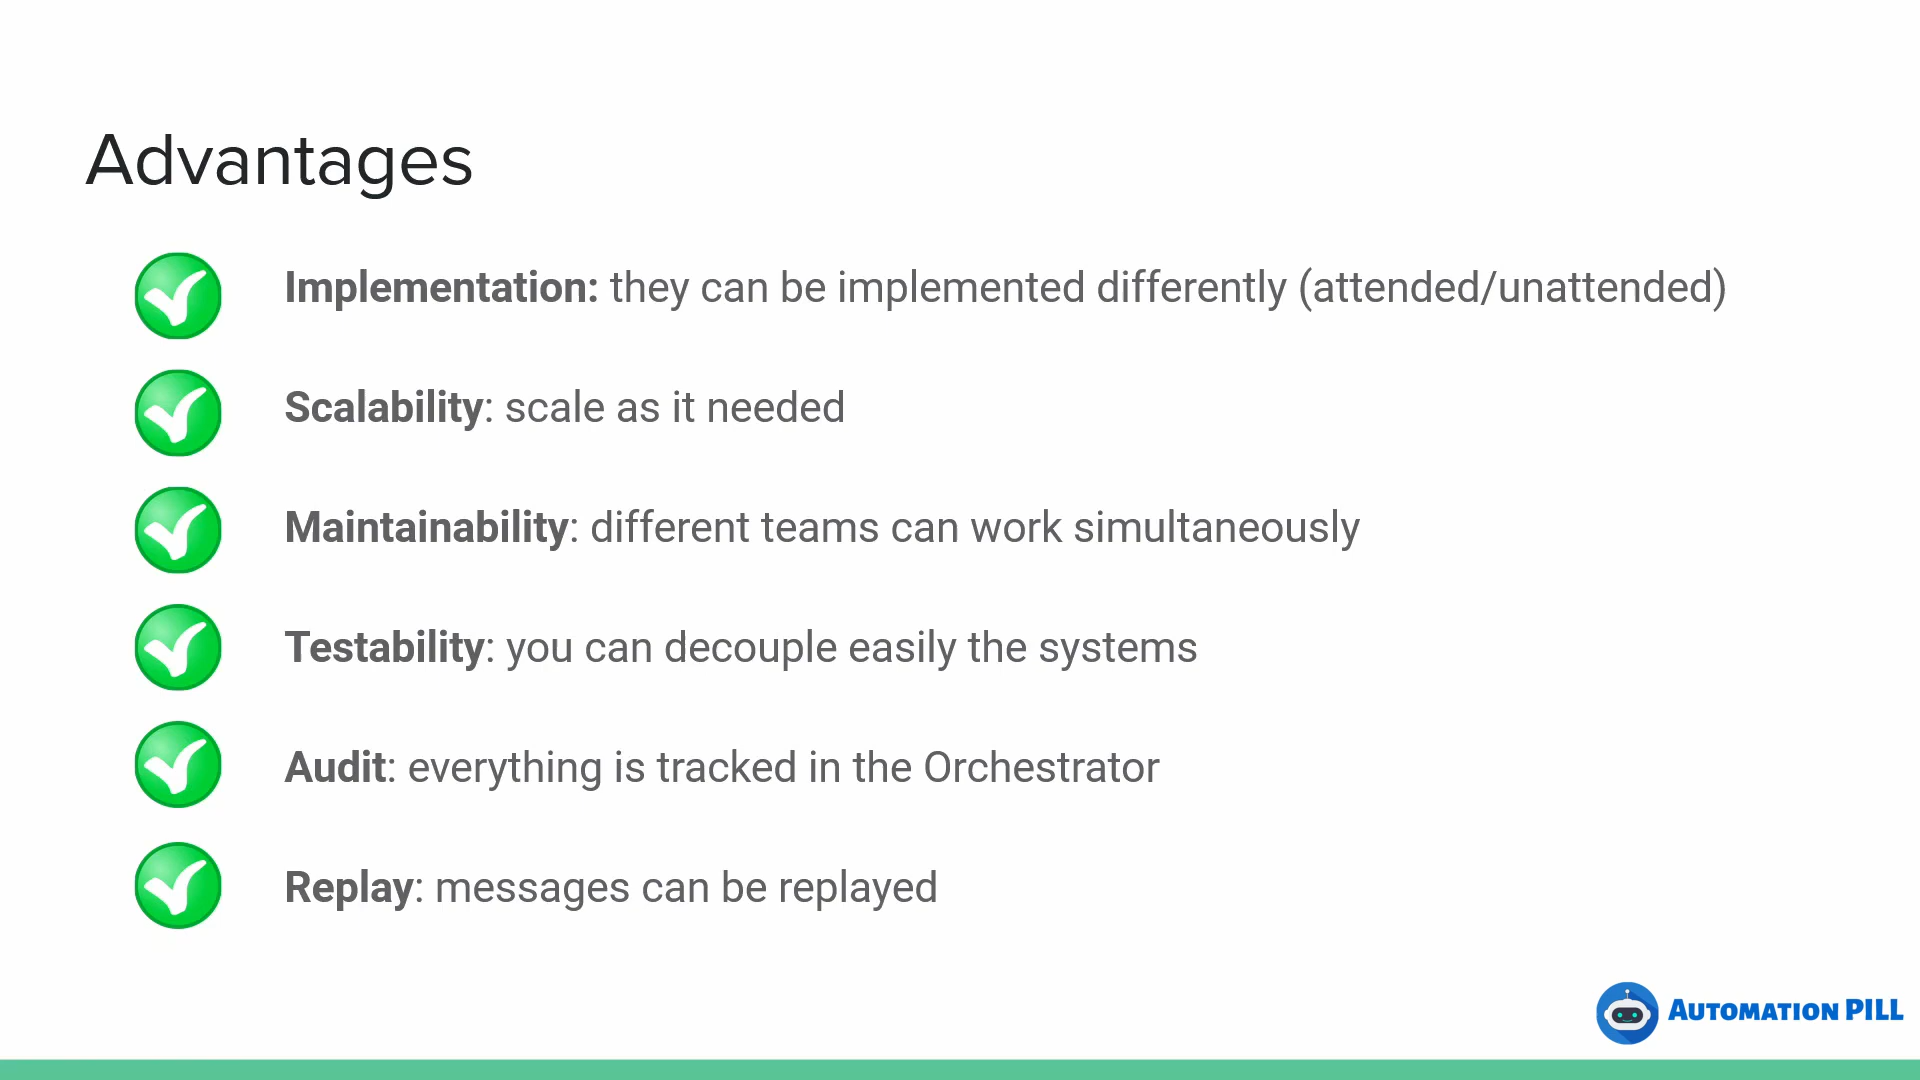 Advantages
Implementation: they can be implemented differently (attended/unattended)
Scalability: scale as it needed
Maintainability: different teams can work simultaneously
Testability: you can decouple easily the systems
Audit: everything is tracked in the Orchestrator
Replay: messages can be replayed
AUTOMATION PILL